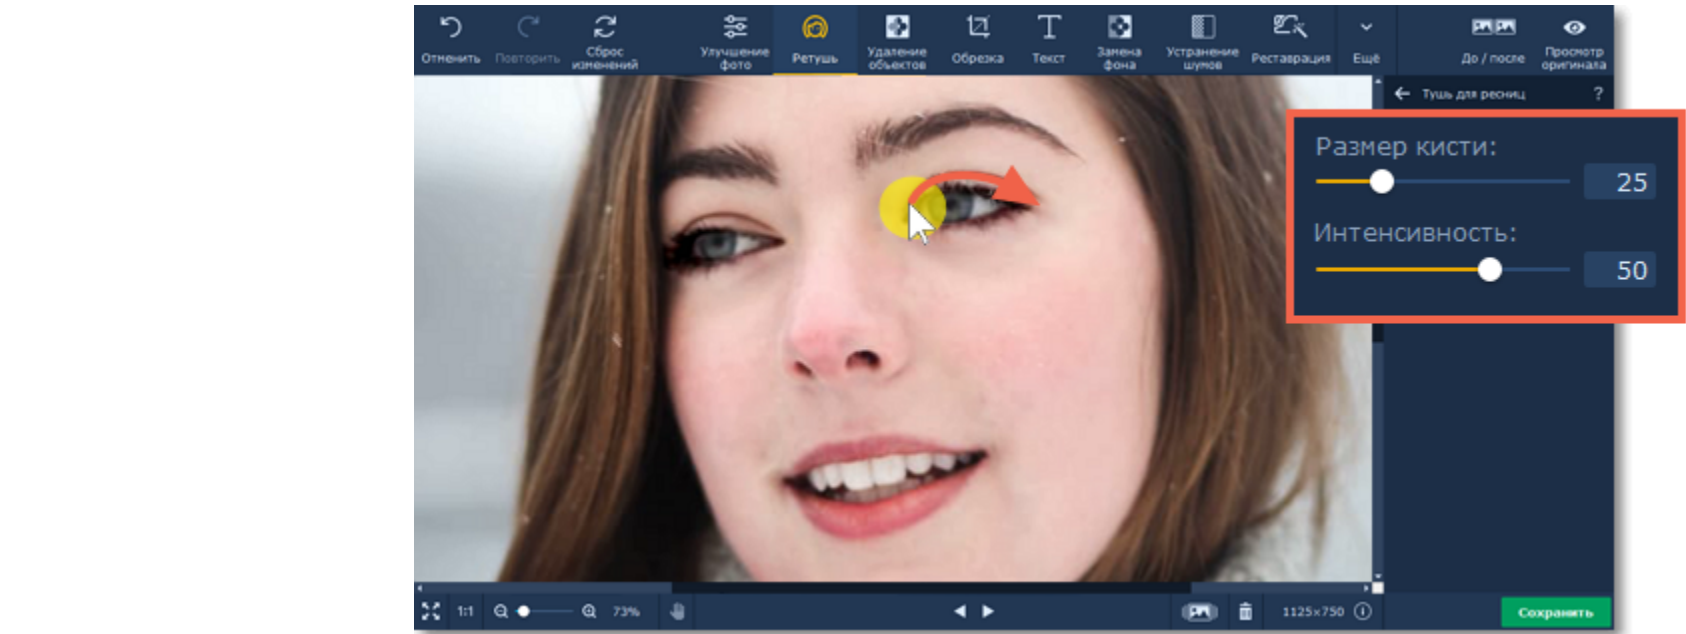 Отменить
Повторить
Сброс
изменений
Улучшение
фото
Ретушь
Удаление
объектов
Обрезка
Текст
Замена
фона
Устранение
шумов
Реставрация
Ещё
До / после
Просмотр
оригинала
Тушь для ресниц ?
Размер кисти:
25
Интенсивность:
50
1:1
73%
1125×750
Сохранить